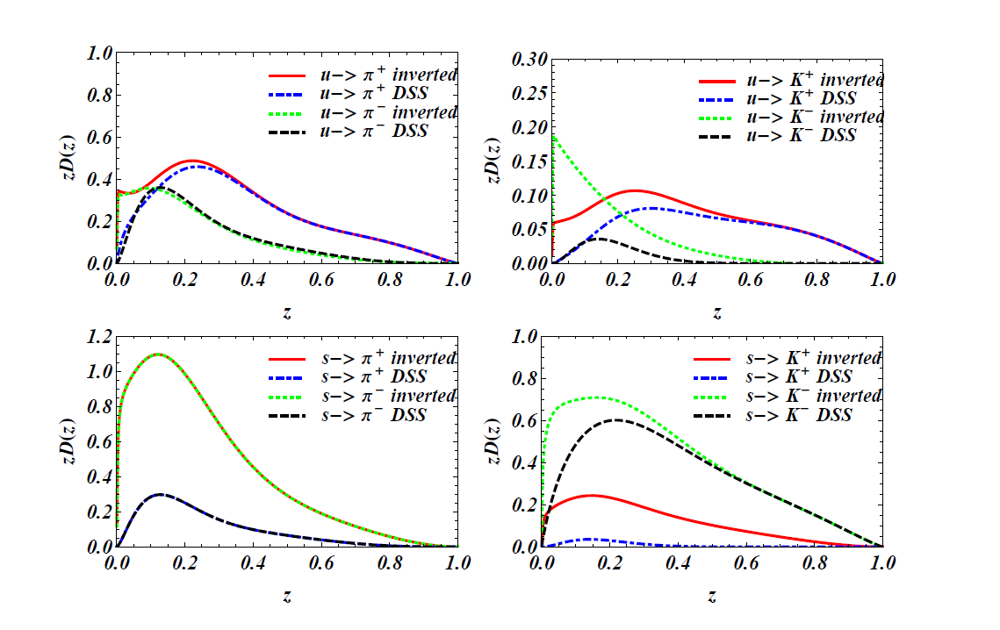 1.0
0.8
0.6
0.4
0.2
0.0
zD(z)
u-> π+ inverted
u-> π+ DSS
u-> π- inverted
u-> π- DSS
0.0 0.2 0.4 0.6 0.8 1.0
z
0.30
0.25
0.20
0.15
0.10
0.05
0.00
zD(z)
u-> K+ inverted
u-> K+ DSS
u-> K- inverted
u-> K- DSS
0.0 0.2 0.4 0.6 0.8 1.0
z
1.2
1.0
0.8
0.6
0.4
0.2
0.0
zD(z)
s-> π+ inverted
s-> π+ DSS
s-> π- inverted
s-> π- DSS
0.0 0.2 0.4 0.6 0.8 1.0
z
1.0
0.8
0.6
0.4
0.2
0.0
zD(z)
s-> K+ inverted
s-> K+ DSS
s-> K- inverted
s-> K- DSS
0.0 0.2 0.4 0.6 0.8 1.0
z